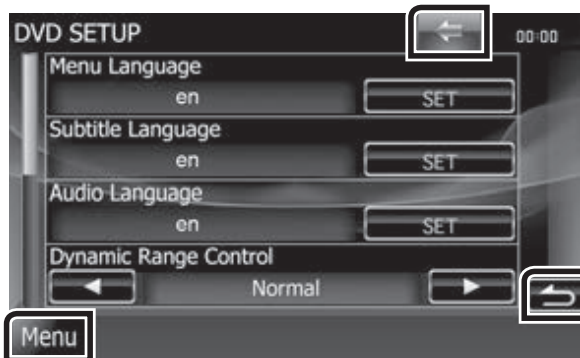 DVD SETUP 00:00
Menu Language
en SET
Subtitle Language
en SET
Audio Language
en SET
Dynamic Range Control
Normal
Menu